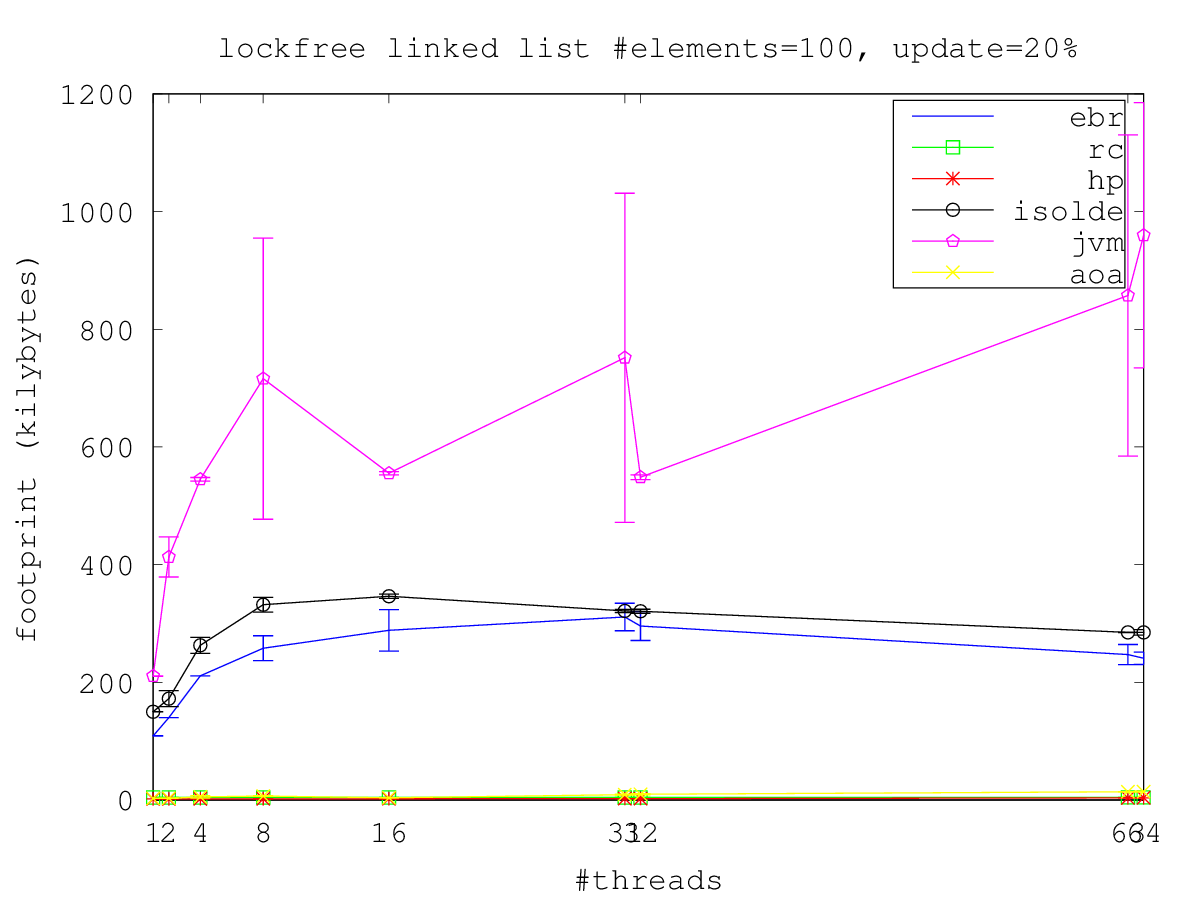 lockfree linked list #elements=100, update=20%
ebr
rc
hp
isolde
jvm
aoa
1200
1000
800
600
400
200
0
footprint (kilybytes)
1 2 4 8 16 31 32 63 64
#threads